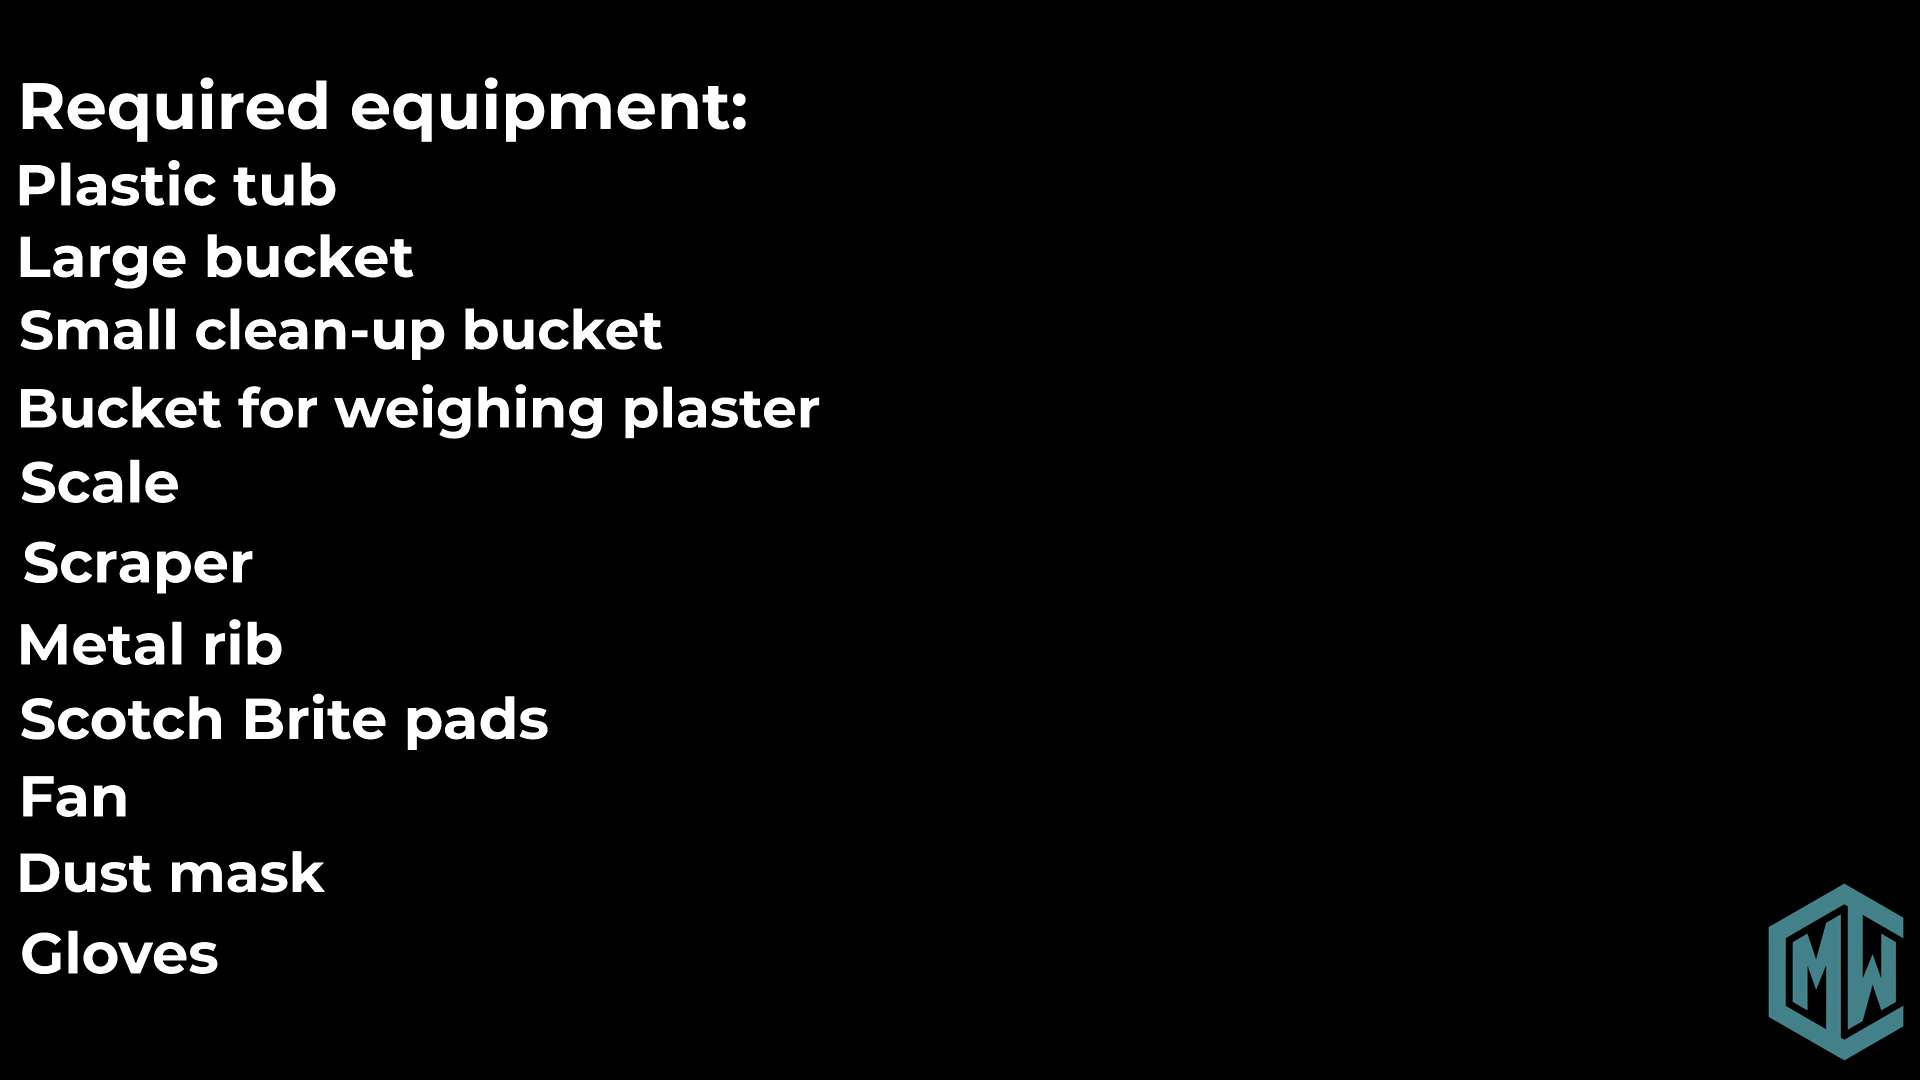 Required equipment:
Plastic tub
Large bucket
Small clean-up bucket
Bucket for weighing plaster
Scale
Scraper
Metal rib
Scotch Brite pads
Fan
Dust mask
Gloves
MW